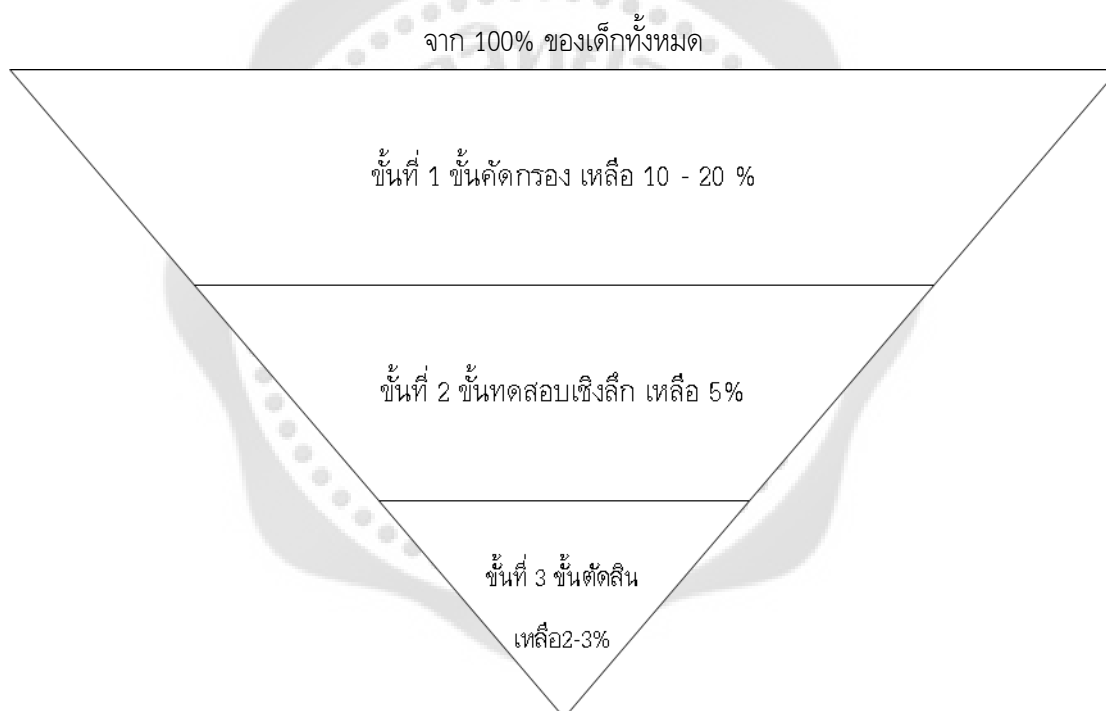 จาก 100% ของเด็กทั้งหมด
ขั้นที่ 1 ขั้นคัดกรอง เหลือ 10 - 20 %
ขั้นที่ 2 ขั้นทดสอบเชิงลึก เหลือ 5%
ขั้นที่ 3 ขั้นตัดสิน
เหลือ2-3%